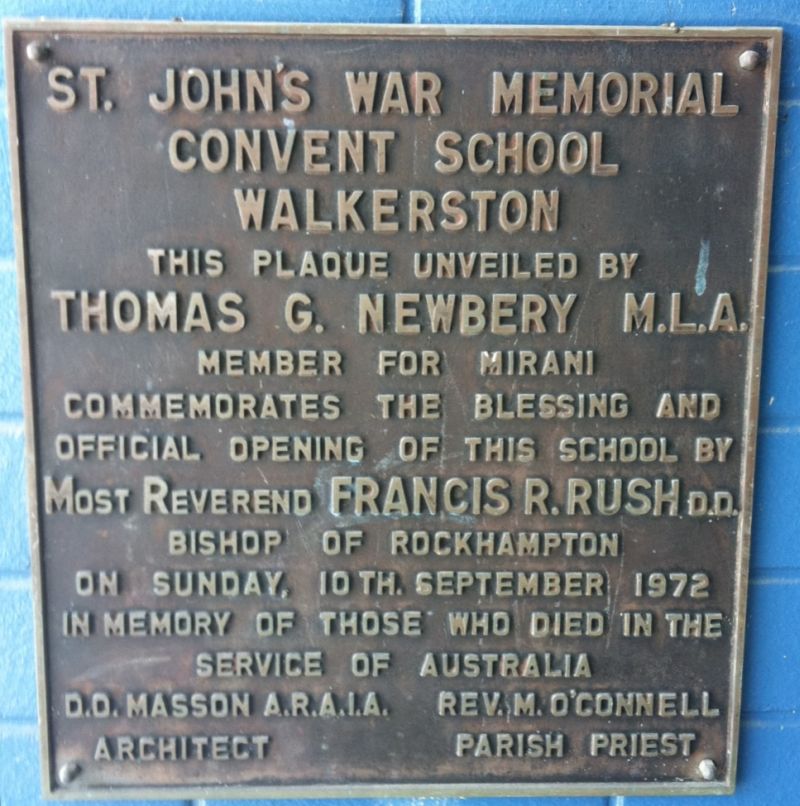 ST. JOHN'S WAR MEMORIAL
CONVENT SCHOOL
WALKERSTON
THIS PLAQUE UNVEILED BY
THOMAS G. NEWBERY M.L.A.
MEMBER FOR MIRANI
COMMEMORATES THE BLESSING AND
OFFICIAL OPENING OF THIS SCHOOL BY
MOST REVEREND FRANCIS R. RUSH D.D.
BISHOP OF ROCKHAMPTON
ON SUNDAY, 10TH. SEPTEMBER 1972
IN MEMORY OF THOSE WHO DIED IN THE
SERVICE OF AUSTRALIA
D.D. MASSON A.R.A.I.A. REV. M. O'CONNELL
ARCHITECT PARISH PRIEST